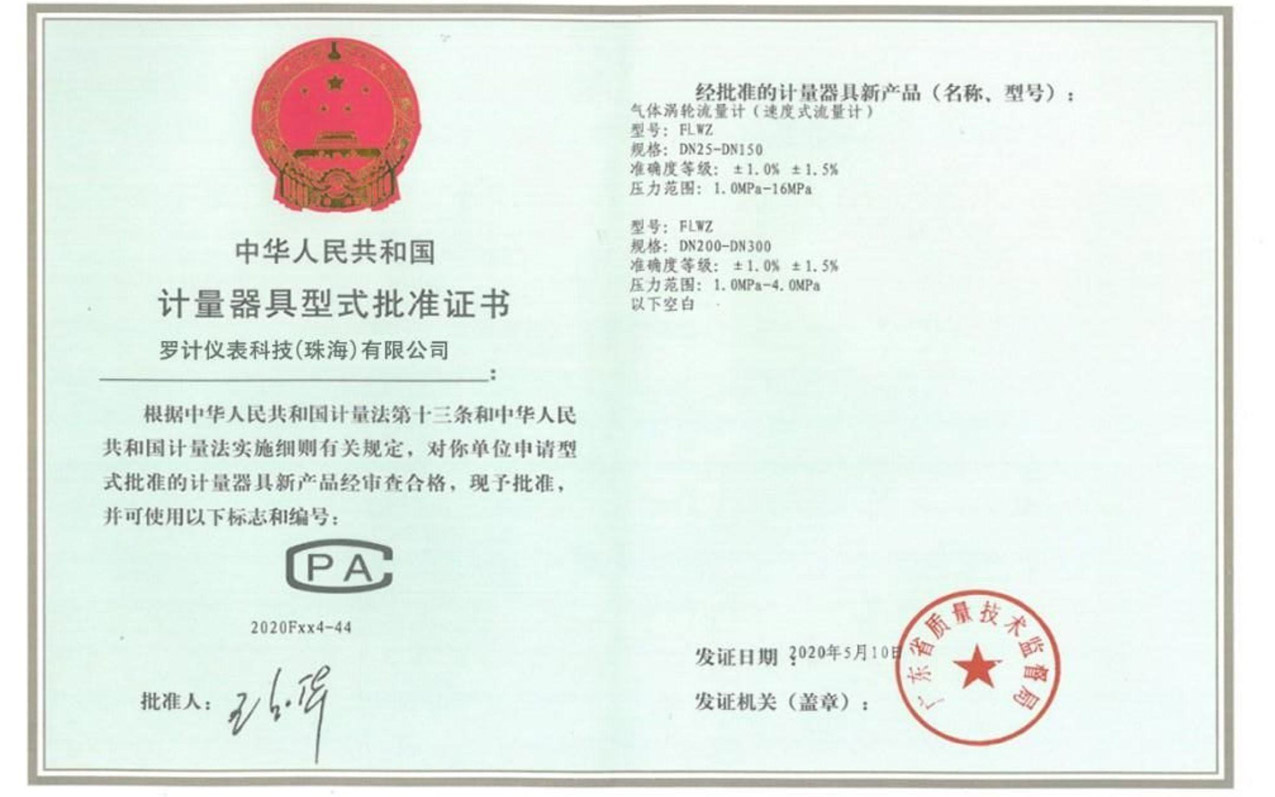 中华人民共和国
计量器具型式批准证书
罗计仪表科技(珠海)有限公司
：
根据中华人民共和国计量法第十三条和中华人民
共和国计量法实施细则有关规定，对你单位申请型
式批准的计量器具新产品经审查合格，现予批准，
并可使用以下标志和编号：
CPA
2020Fxx4-44
批准人：
经批准的计量器具新产品（名称、型号）：
气体涡轮流量计（速度式流量计）
型号：FLWZ
规格：DN25-DN150
准确度等级：±1.0% ±1.5%
压力范围：1.0MPa-16MPa
型号：FLWZ
规格：DN200-DN300
准确度等级：±1.0% ±1.5%
压力范围：1.0MPa-4.0MPa
以下空白
发证日期：2020年5月10日
发证机关（盖章）：
广东省质量技术监督局